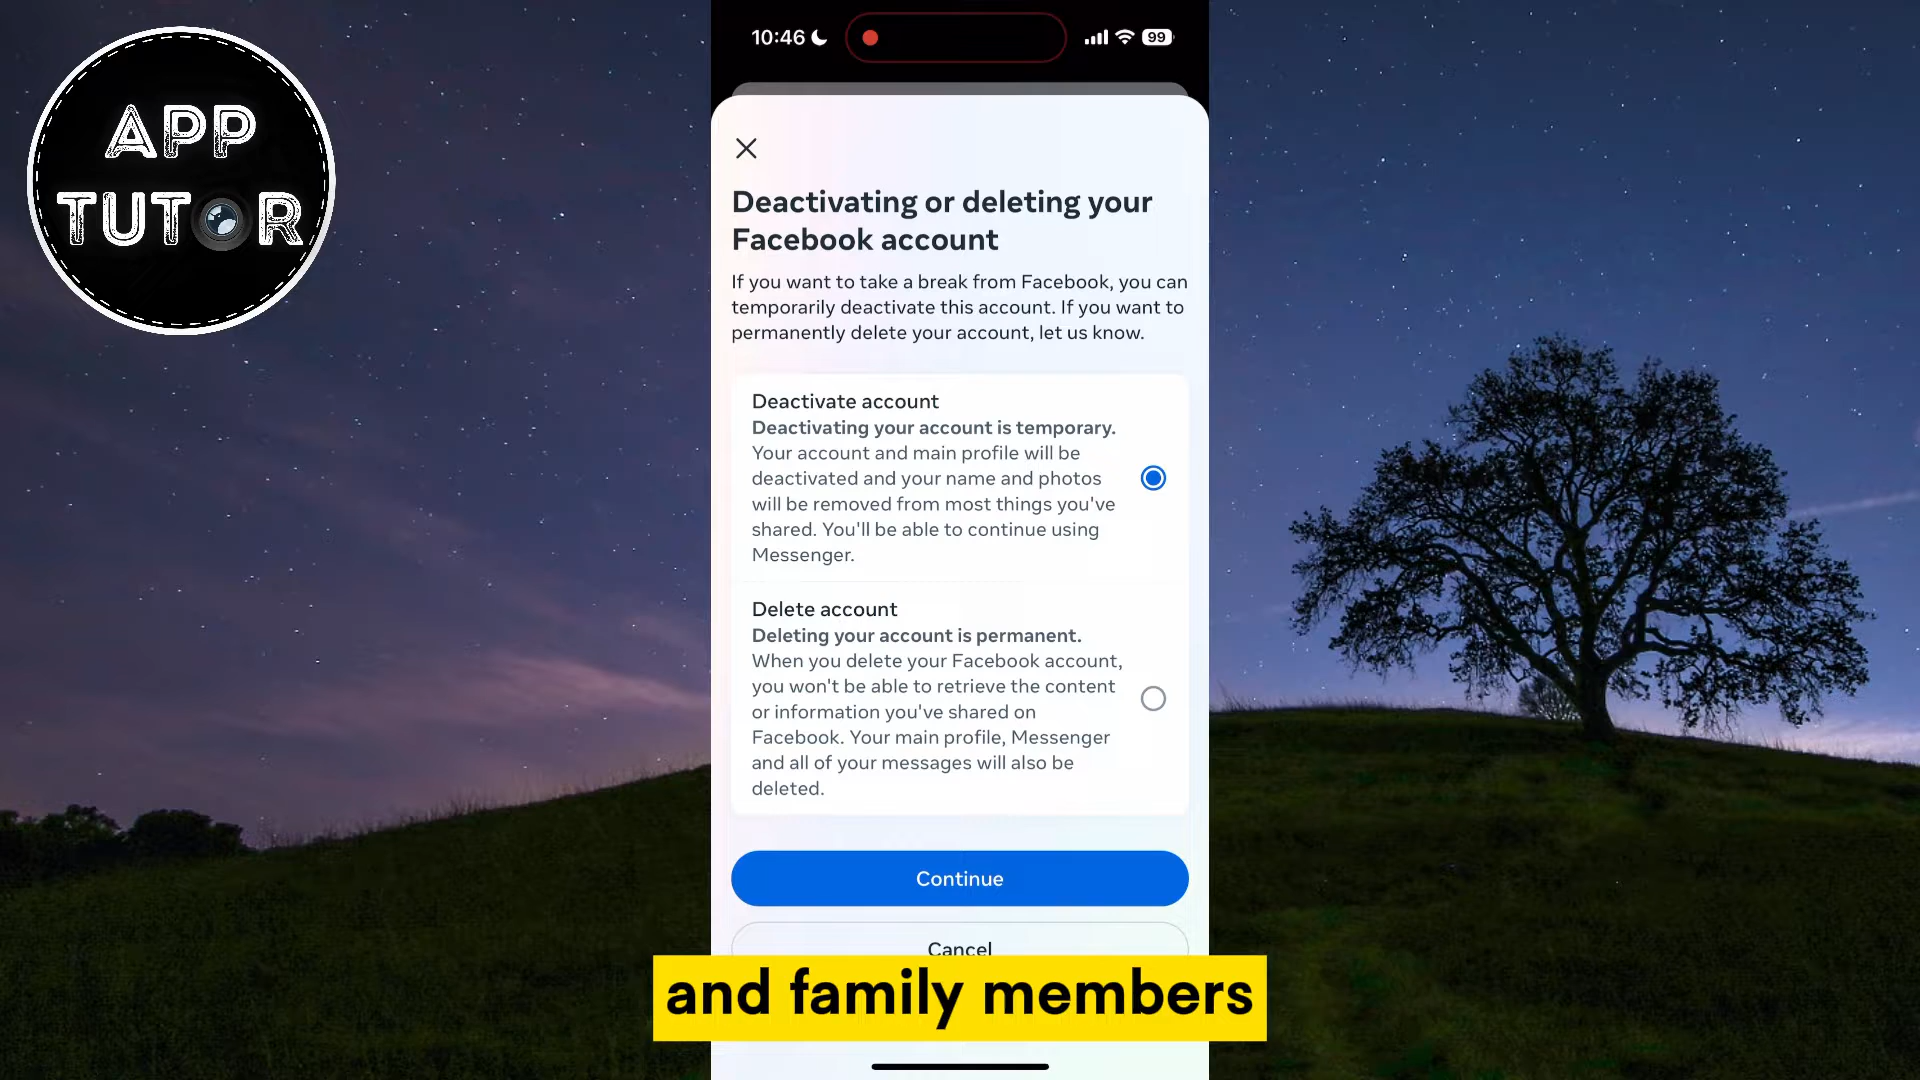 APP
TUTOR
10:46
99
Deactivating or deleting your
Facebook account
If you want to take a break from Facebook, you can
temporarily deactivate this account. If you want to
permanently delete your account, let us know.
Deactivate account
Deactivating your account is temporary.
Your account and main profile will be
deactivated and your name and photos
will be removed from most things you've
shared. You'll be able to continue using
Messenger.
Delete account
Deleting your account is permanent.
When you delete your Facebook account,
you won't be able to retrieve the content
or information you've shared on
Facebook. Your main profile, Messenger
and all of your messages will also be
deleted.
Continue
Cancel
and family members